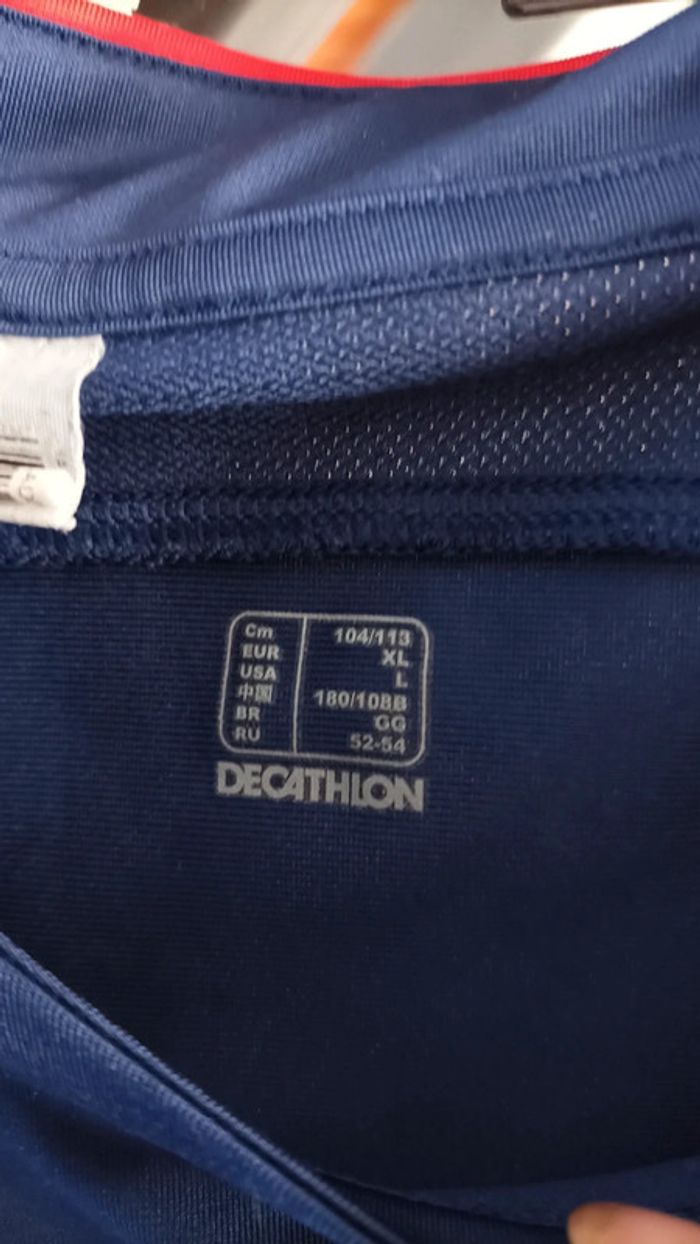 Cm 104/113
EUR XL
USA L
中国 180/108B
BR GG
RU 52-54
DECATHLON